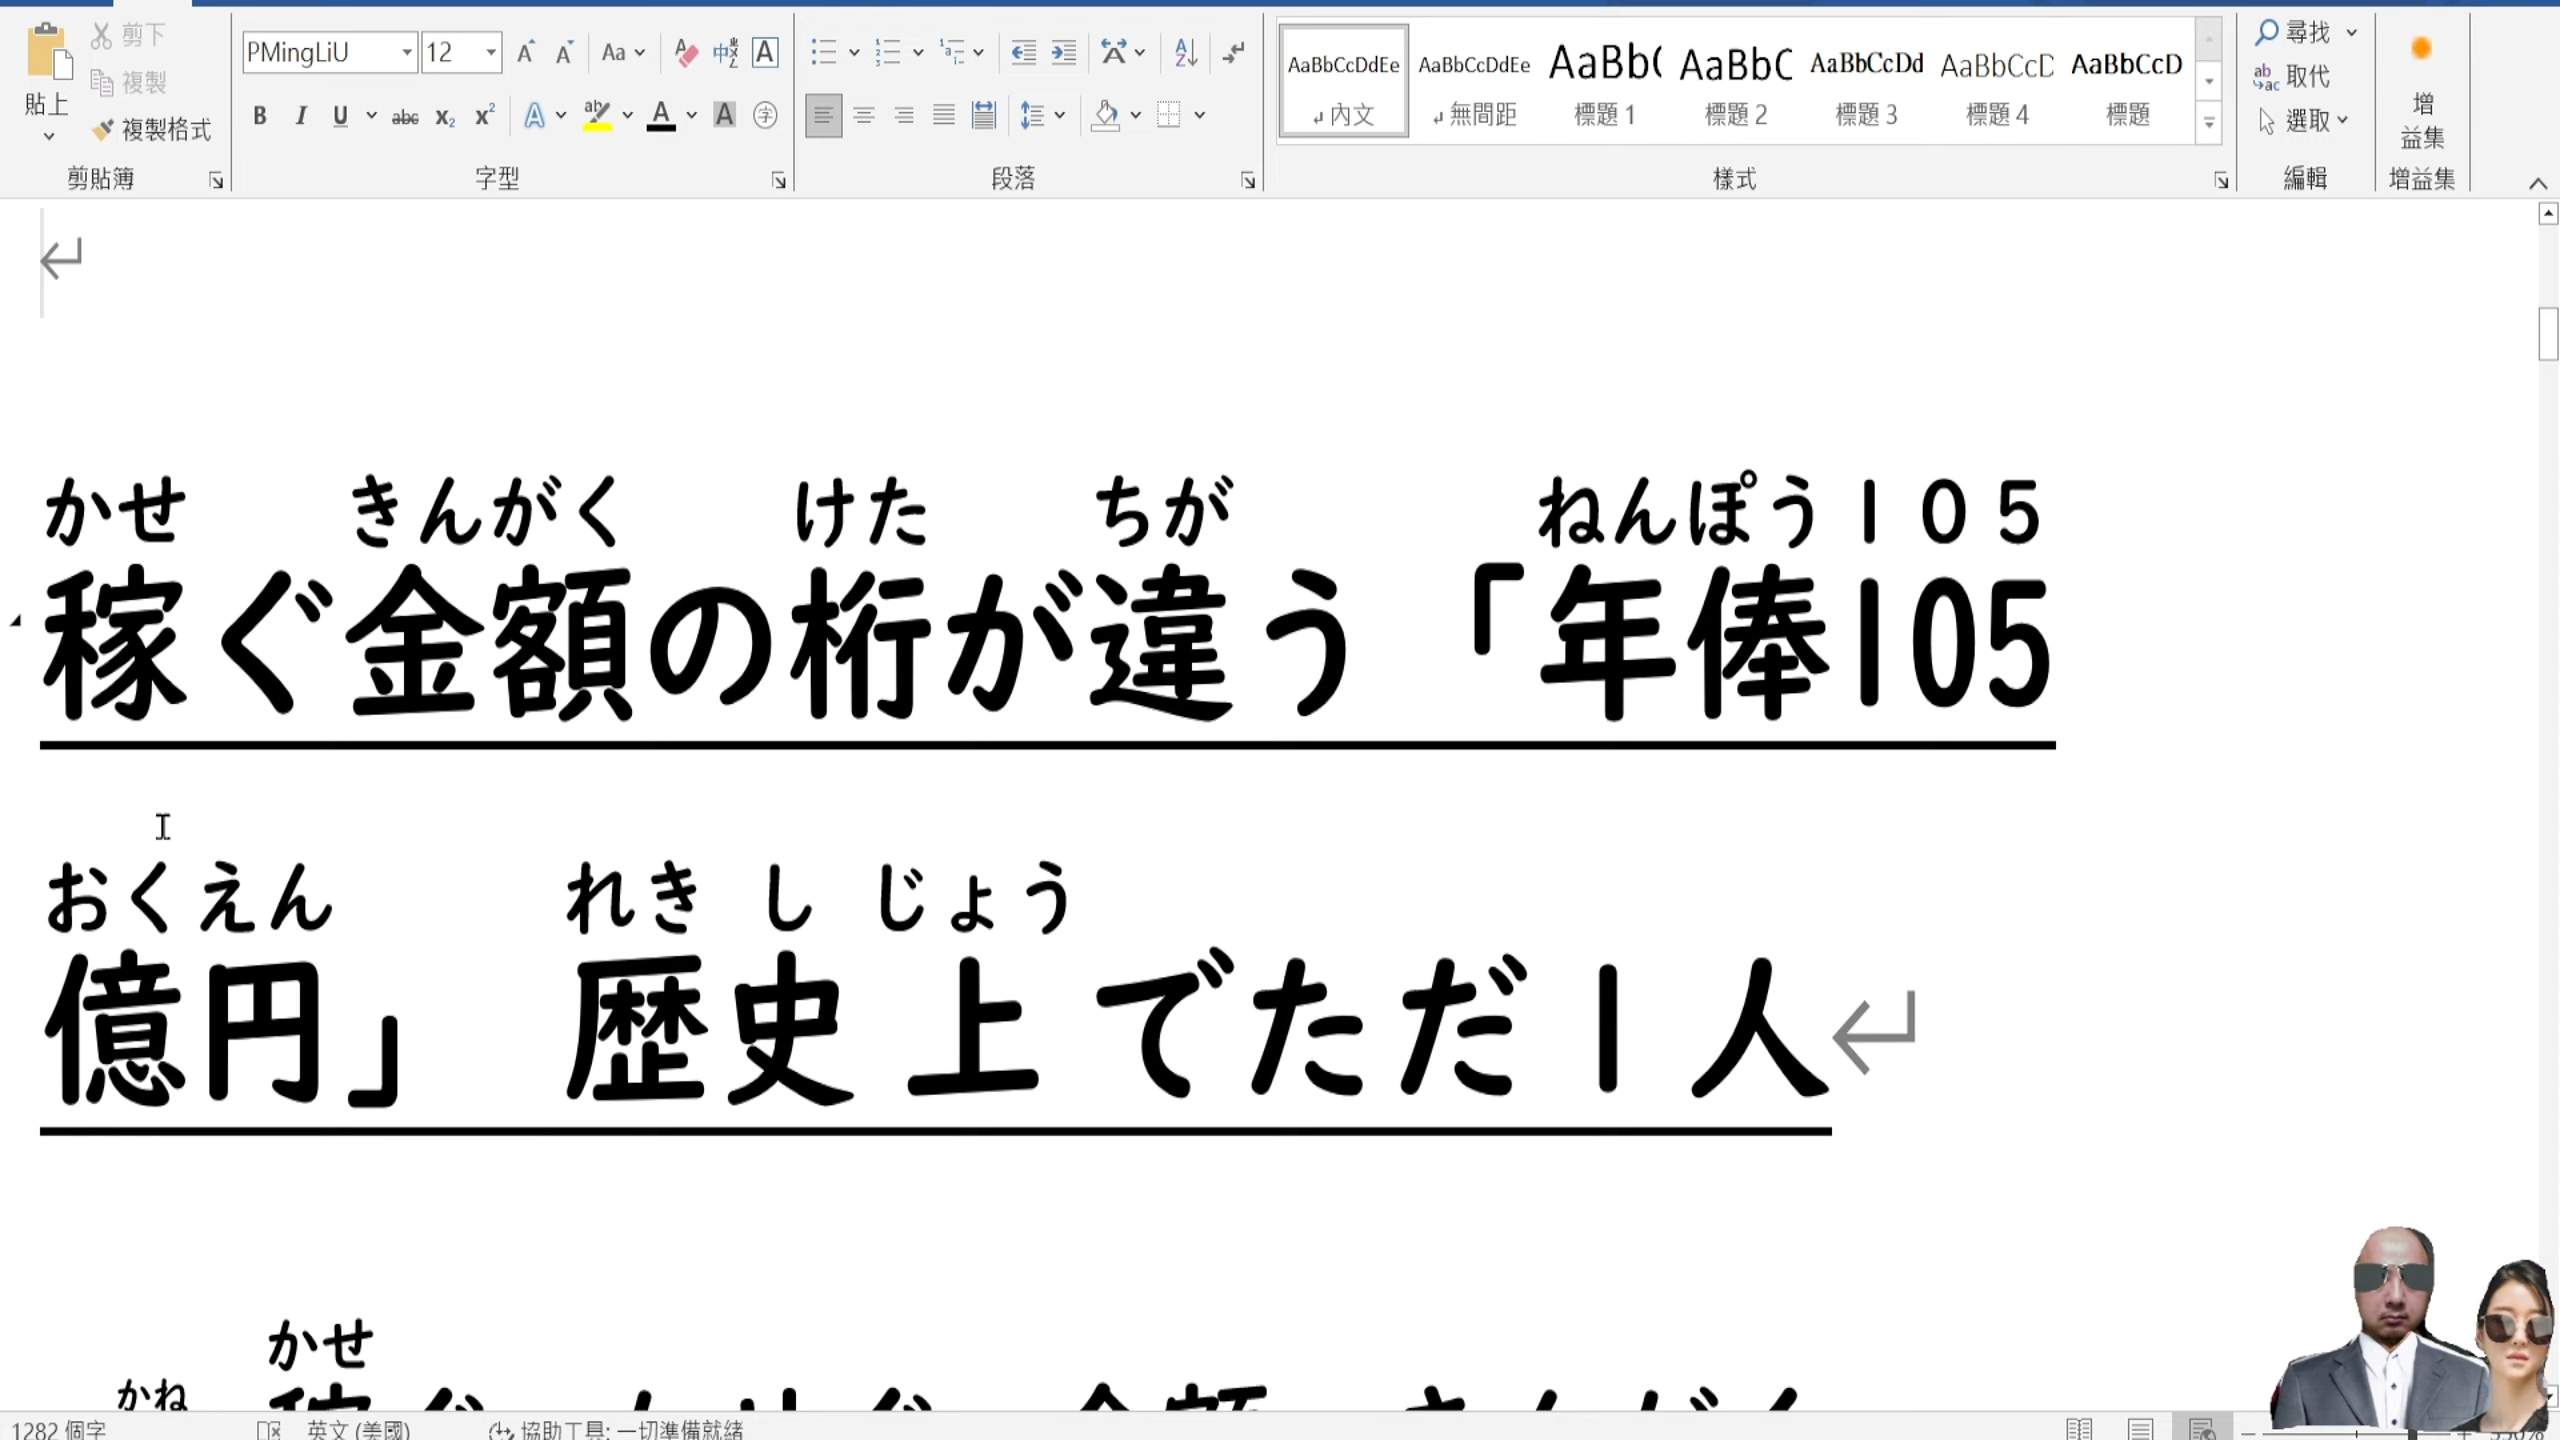 剪下
複製
貼上
複製格式
剪貼簿
PMingLiU 12
Aa
B I U abc X₂ X² A
字型
段落
AaBbCcDdEe AaBbCcDdEe AaBb( AaBbC AaBbCcDd AaBbCcD AaBbCcD
內文 無間距 標題 1 標題 2 標題 3 標題 4 標題
樣式
尋找
取代
選取
編輯
增
益集
增益集
かせ きんがく けた ちが ねんぽう105
稼ぐ金額の桁が違う「年俸105
おくえん れきしじょう
億円」 歴史上でただ1人
かせ
かね
1282 個字 英文 (美國) 協助工具: 一切準備就緒